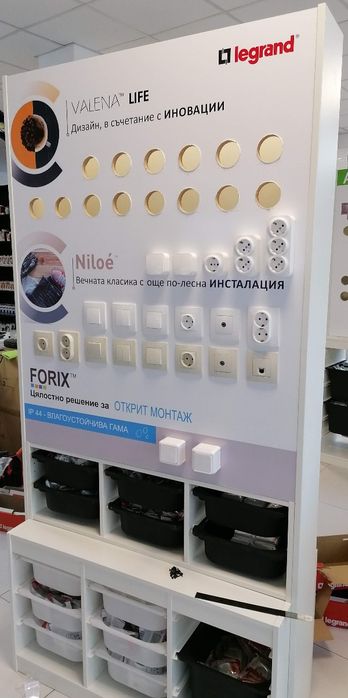 legrand®
VALENA™ LIFE
Дизайн, в съчетание с ИНОВАЦИИ
Niloé™
Вечната класика с още по-лесна ИНСТАЛАЦИЯ
FORIX™
Цялостно решение за ОТКРИТ МОНТАЖ
IP 44 - ВЛАГОУСТОЙЧИВА ГАМА